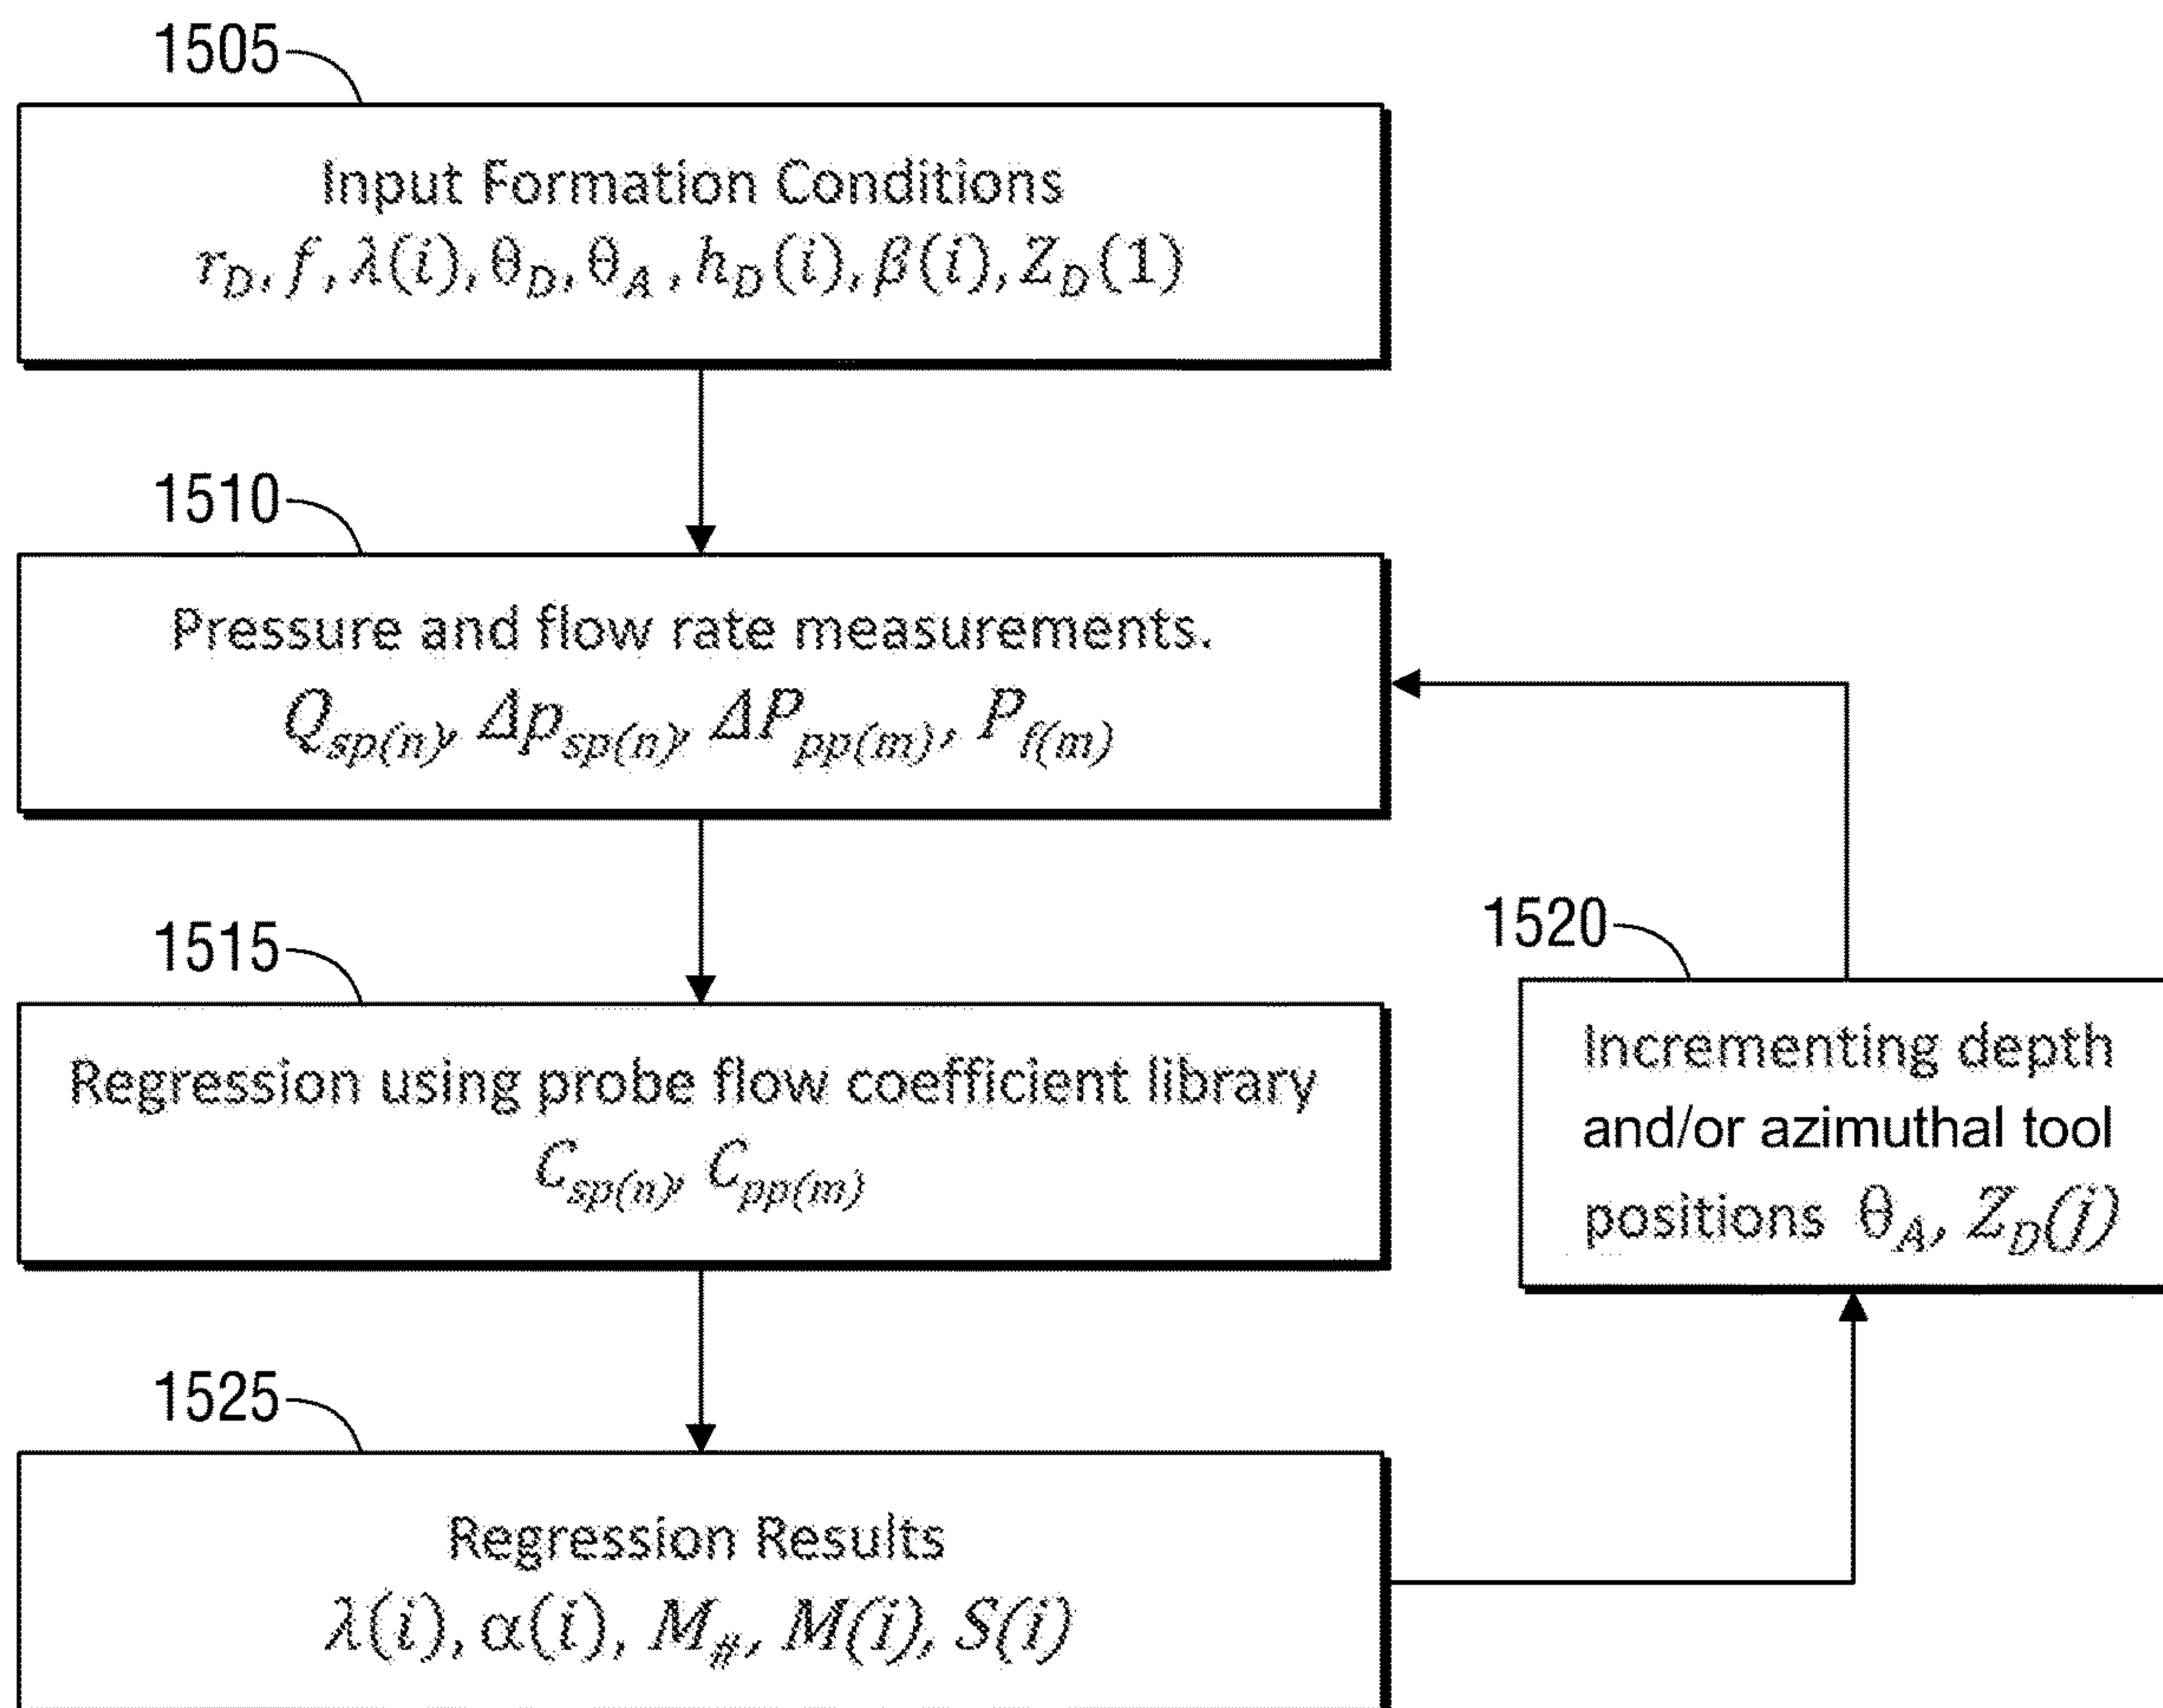 1505
Input Formation Conditions
r_D, f, λ(i), θ_D, θ_A, h_D(i), β(i), Z_D(1)
1510
Pressure and flow rate measurements.
Q_sp(n), Δp_sp(n), ΔP_pp(m), P_f(m)
1515
Regression using probe flow coefficient library
C_sp(n), C_pp(m)
1520
Incrementing depth
and/or azimuthal tool
positions θ_A, Z_D(j)
1525
Regression Results
λ(i), α(i), M_#, M(i), S(i)